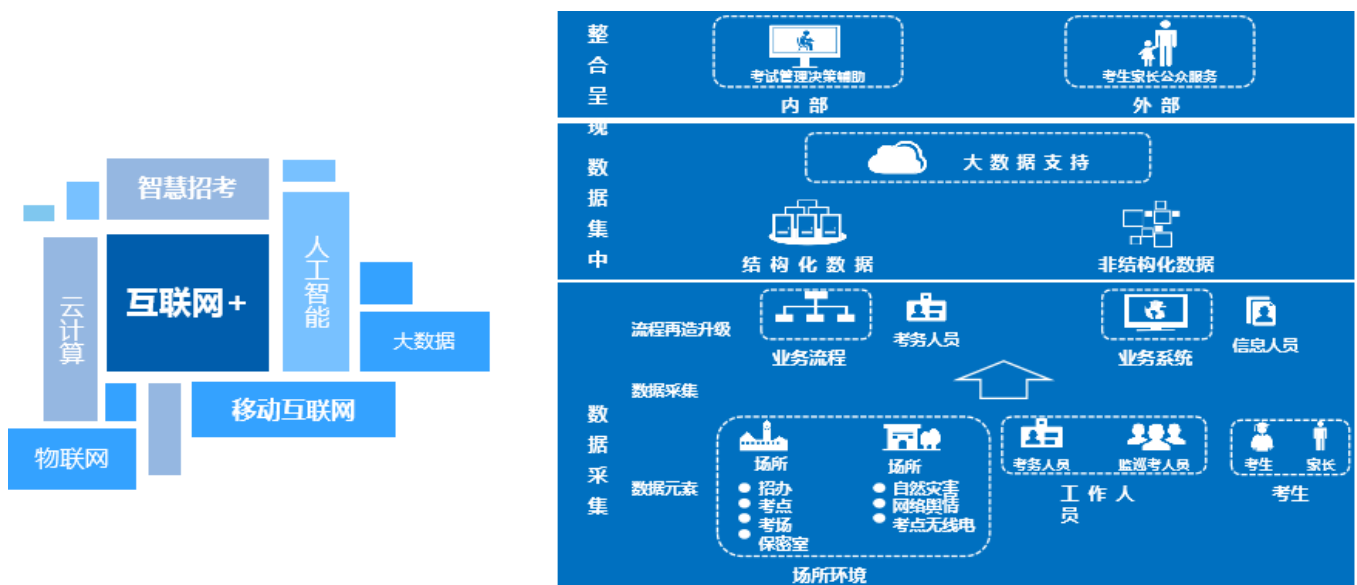 智慧招考
人工智能
云计算
互联网+
大数据
移动互联网
物联网
整合呈现
考试管理决策辅助
内部
考生家长公众服务
外部
数据集中
大数据支持
结构化数据
非结构化数据
数据采集
流程再造升级
业务流程
考务人员
业务系统
信息人员
数据采集
数据元素
场所
招办
考点
考场
保密室
场所
自然灾害
网络舆情
考点无线电
场所环境
考务人员
监巡考人员
工作人
员
考生
家长
考生